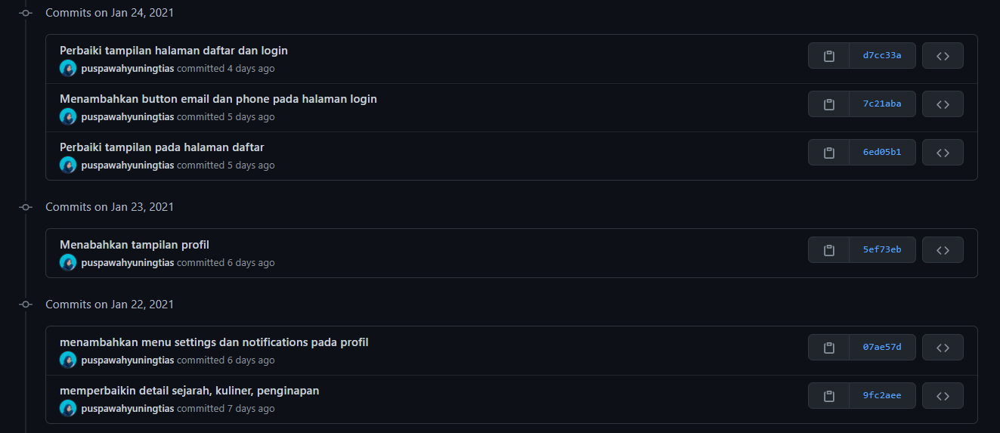 Commits on Jan 24, 2021
Perbaiki tampilan halaman daftar dan login
d7cc33a
puspawahyuningtias committed 4 days ago
Menambahkan button email dan phone pada halaman login
7c21aba
puspawahyuningtias committed 5 days ago
Perbaiki tampilan pada halaman daftar
6ed05b1
puspawahyuningtias committed 5 days ago
Commits on Jan 23, 2021
Menabahkan tampilan profil
5ef73eb
puspawahyuningtias committed 6 days ago
Commits on Jan 22, 2021
menambahkan menu settings dan notifications pada profil
07ae57d
puspawahyuningtias committed 6 days ago
memperbaikin detail sejarah, kuliner, penginapan
9fc2aee
puspawahyuningtias committed 7 days ago